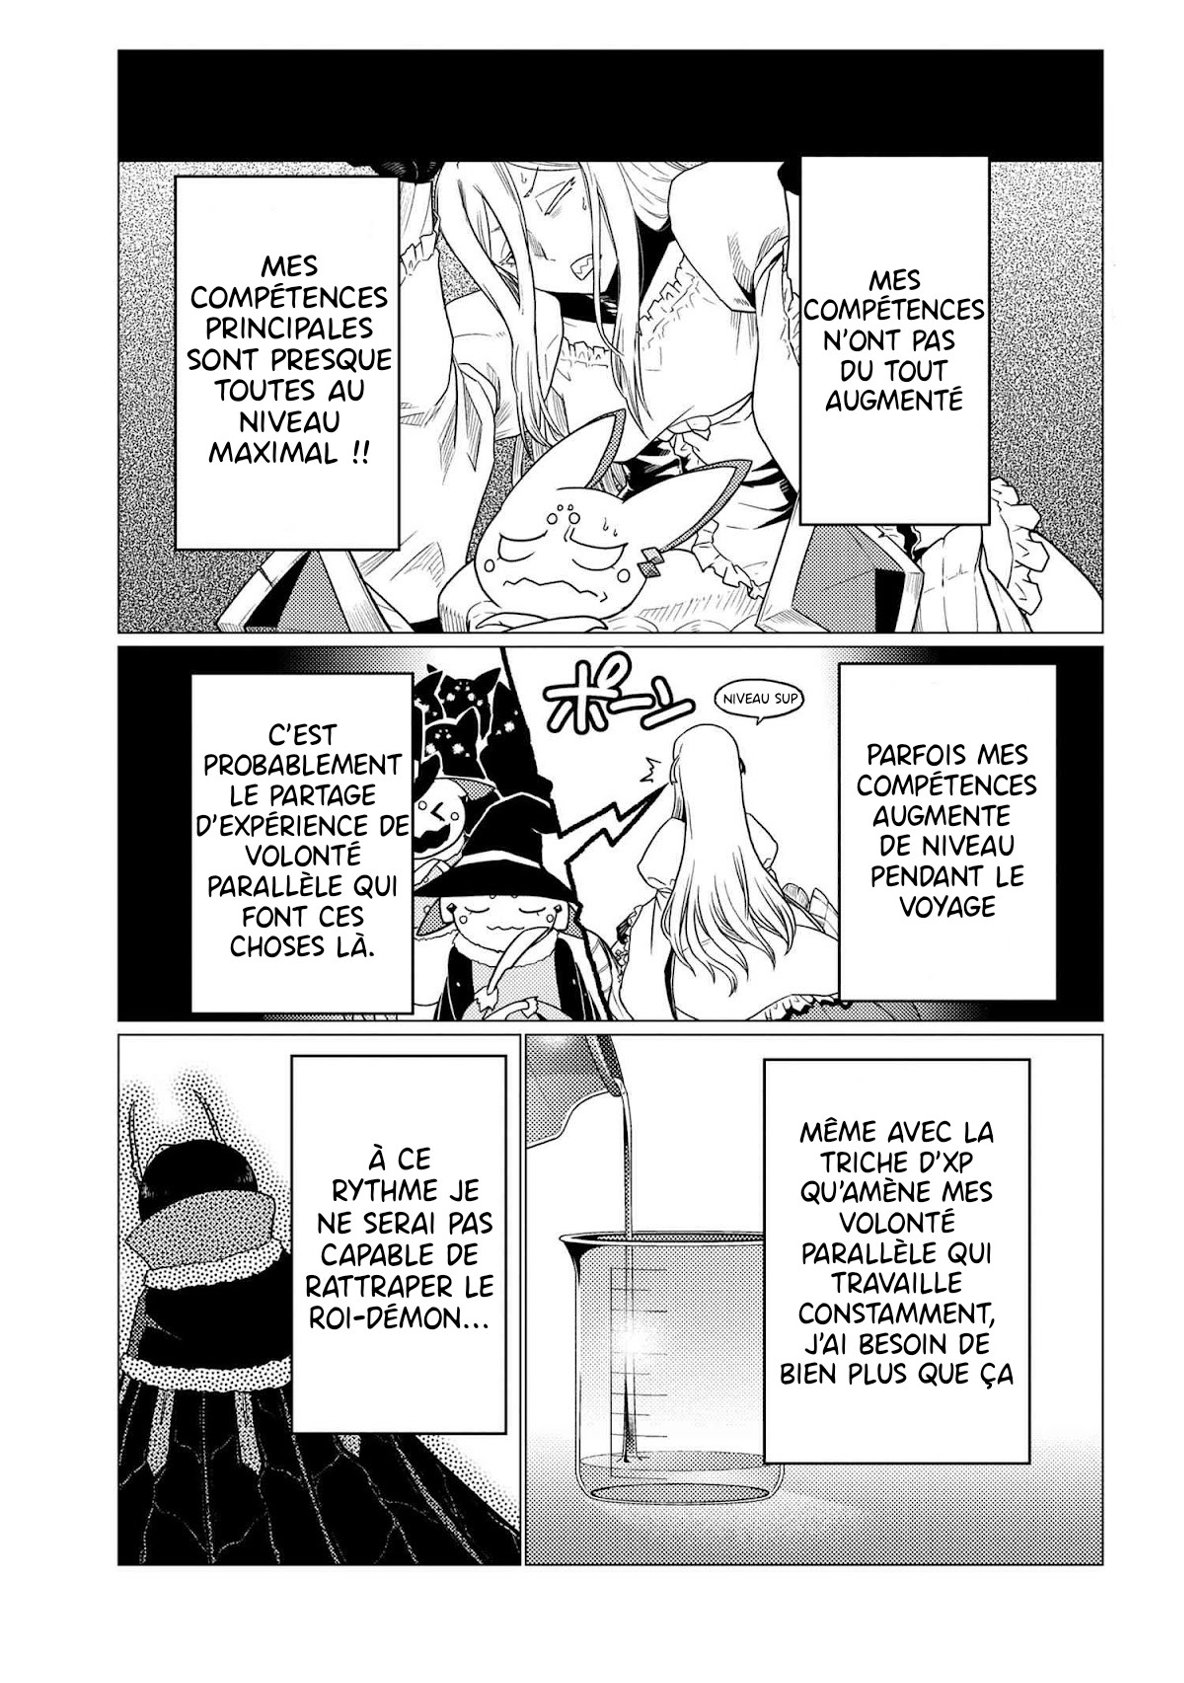 MES
COMPÉTENCES
N'ONT PAS
DU TOUT
AUGMENTÉ
MES
COMPÉTENCES
PRINCIPALES
SONT PRESQUE
TOUTES AU
NIVEAU
MAXIMAL !!
PARFOIS MES
COMPÉTENCES
AUGMENTE
DE NIVEAU
PENDANT LE
VOYAGE
NIVEAU SUP
ポーン
C'EST
PROBABLEMENT
LE PARTAGE
D'EXPÉRIENCE DE
VOLONTÉ
PARALLÈLE QUI
FONT CES
CHOSES LÀ.
MÊME AVEC LA
TRICHE D'XP
QU'AMÈNE MES
VOLONTÉ
PARALLÈLE QUI
TRAVAILLE
CONSTAMMENT,
J'AI BESOIN DE
BIEN PLUS QUE ÇA
À CE
RYTHME JE
NE SERAI PAS
CAPABLE DE
RATTRAPER LE
ROI-DÉMON...